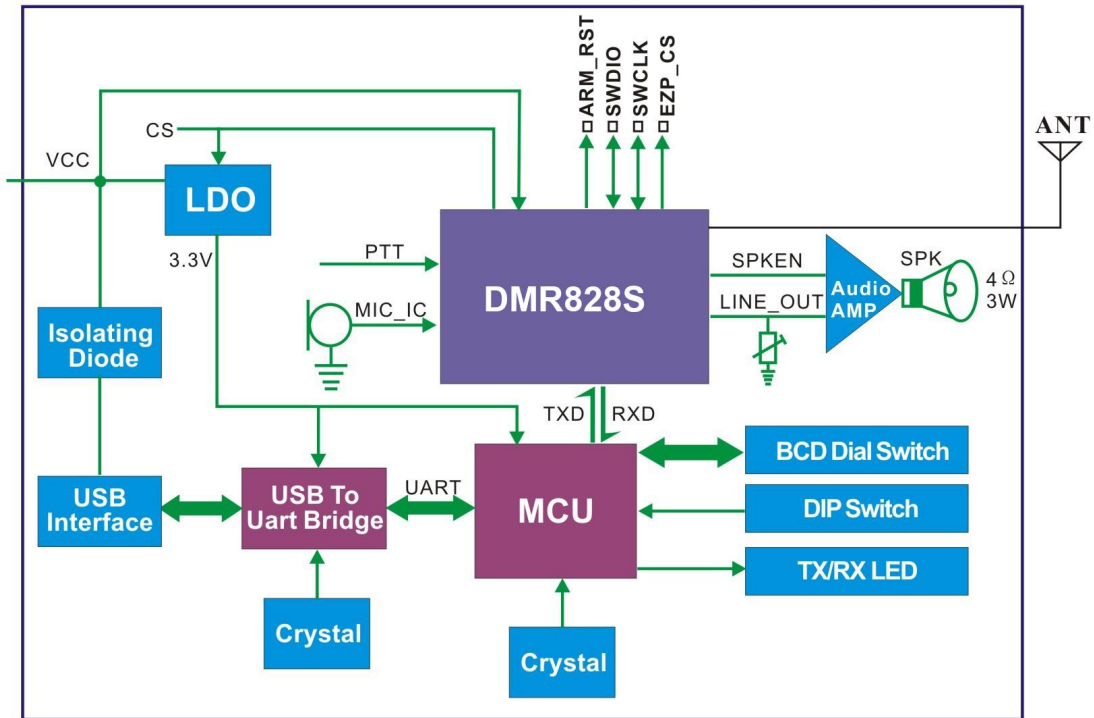 ARM_RST
SWDIO
SWCLK
EZP_CS
ANT
CS
VCC
LDO
3.3V
PTT
MIC_IC
DMR828S
SPKEN
LINE_OUT
Audio
AMP
SPK
4Ω
3W
Isolating
Diode
TXD
RXD
USB
Interface
USB To
Uart Bridge
UART
MCU
BCD Dial Switch
DIP Switch
TX/RX LED
Crystal
Crystal